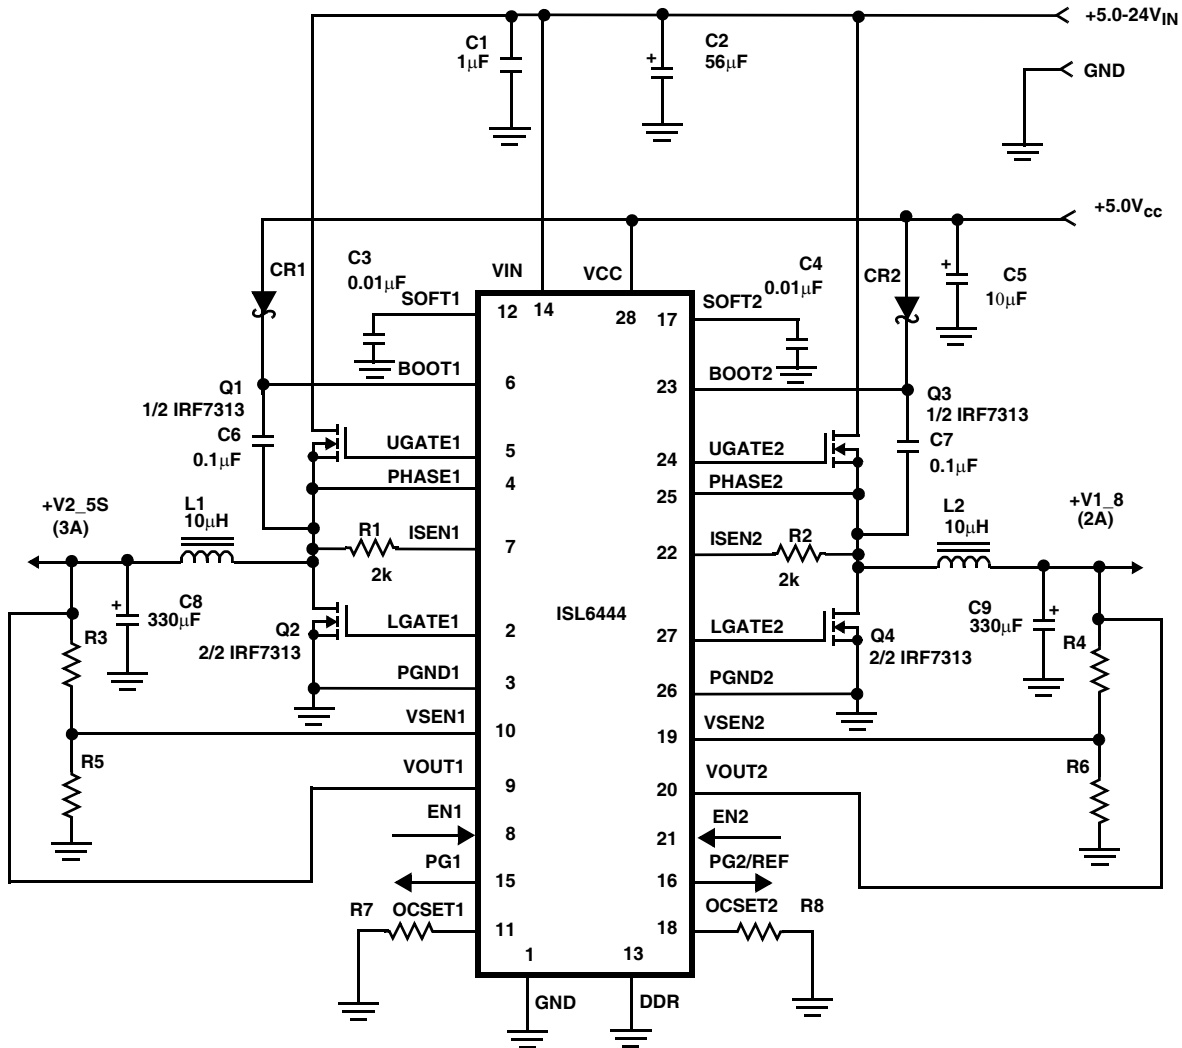 +5.0-24VIN
C1
1µF
C2
56µF
GND
+5.0Vcc
CR1
C3
0.01µF
VIN
VCC
C4
0.01µF
CR2
C5
10µF
SOFT1
12
14
28
17
SOFT2
BOOT1
6
23
BOOT2
Q1
1/2 IRF7313
C6
0.1µF
Q3
1/2 IRF7313
C7
0.1µF
UGATE1
5
24
UGATE2
PHASE1
4
25
PHASE2
+V2_5S
(3A)
L1
10µH
R1
2k
ISEN1
7
22
ISEN2
R2
2k
L2
10µH
+V1_8
(2A)
ISL6444
C8
330µF
R3
Q2
2/2 IRF7313
LGATE1
2
27
LGATE2
Q4
2/2 IRF7313
C9
330µF
R4
PGND1
3
26
PGND2
VSEN1
10
19
VSEN2
R5
R6
VOUT1
9
20
VOUT2
EN1
8
21
EN2
PG1
15
16
PG2/REF
R7
OCSET1
11
18
OCSET2
R8
1
13
GND
DDR